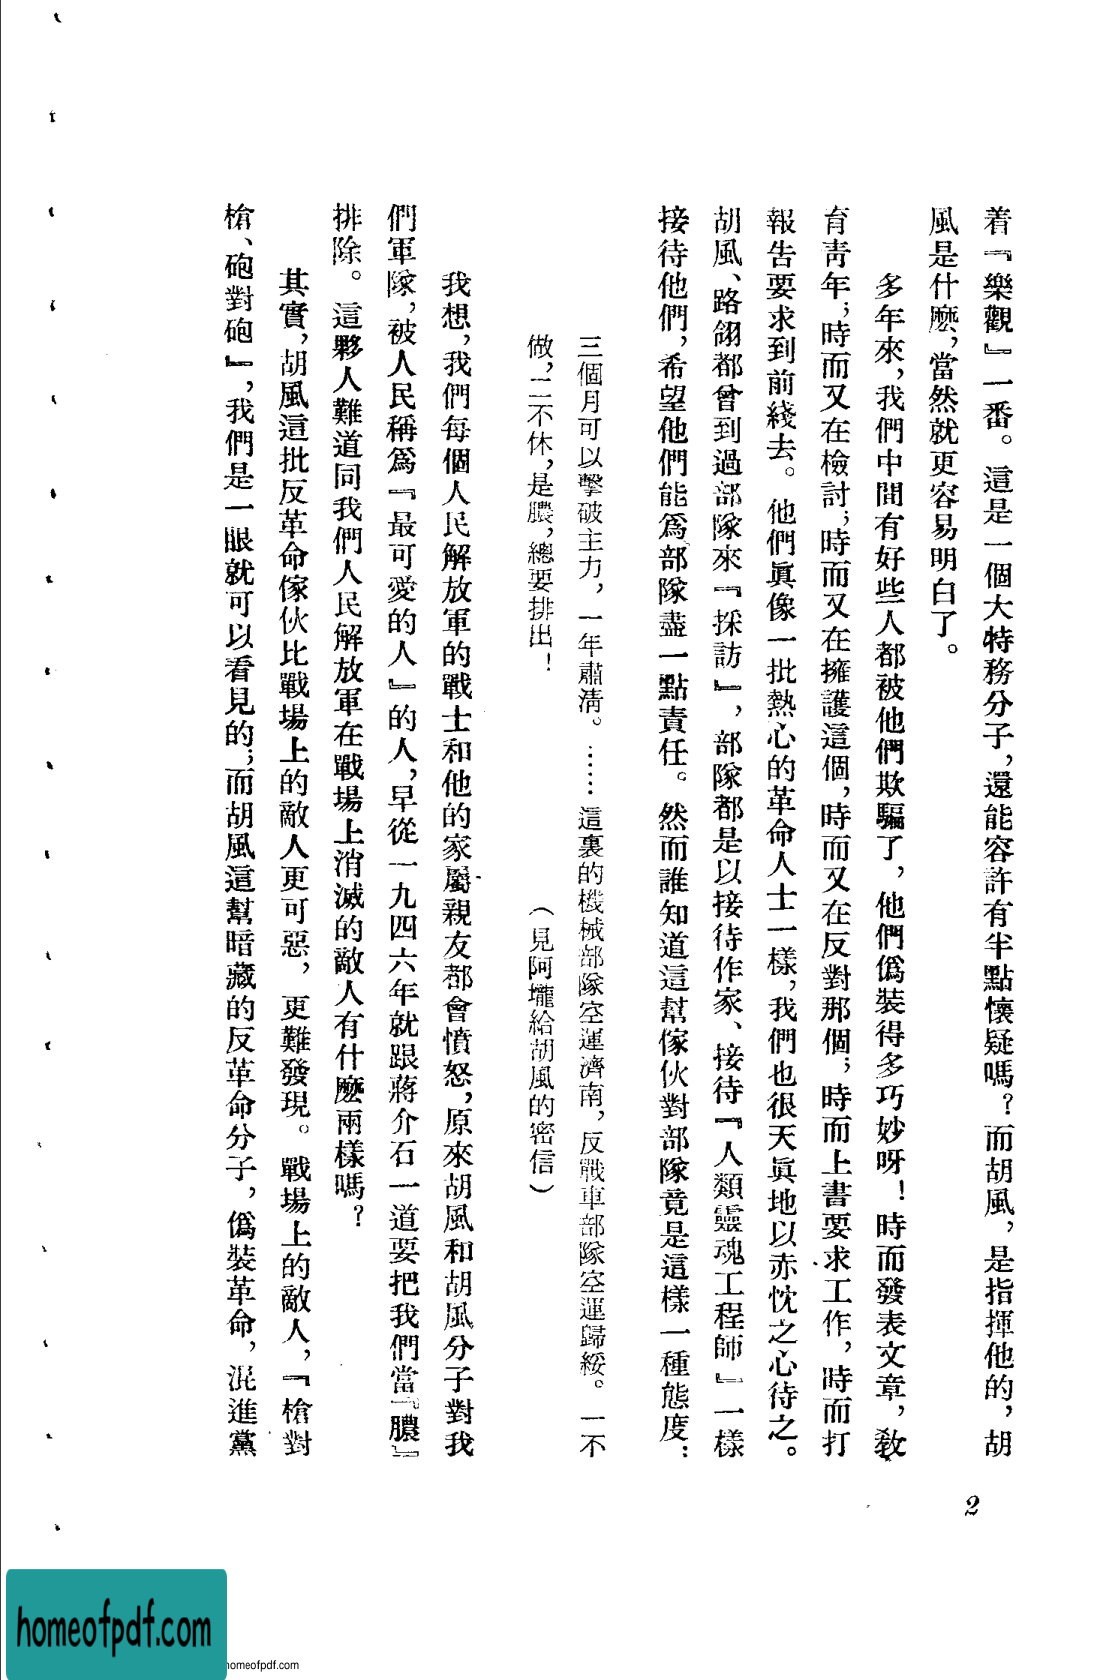 着『樂觀』一番。這是一個大特務分子，還能容許有半點懷疑嗎？而胡風，是指揮他的，胡
風是什麼，當然就更容易明白了。
多年來，我們中間有好些人都被他們欺騙了，他們僞裝得多巧妙呀！時而發表文章，敎
育靑年；時而又在檢討；時而又在擁護這個，時而又在反對那個；時而上書要求工作，時而打
報告要求到前綫去。他們眞像一批熱心的革命人士一樣，我們也很天眞地以赤忱之心待之。
胡風、路翎都曾到過部隊來『採訪』，部隊都是以接待作家、接待『人類靈魂工程師』一樣
接待他們，希望他們能爲部隊盡一點責任。然而誰知道這幫傢伙對部隊竟是這樣一種態度：
三個月可以擊破主力，一年肅淸。……這裏的機械部隊空運濟南，反戰車部隊空運歸綏。一不
做，二不休，是膿，總要排出！
（見阿壠給胡風的密信）
我想，我們每個人民解放軍的戰士和他的家屬親友都會憤怒，原來胡風和胡風分子對我
們軍隊，被人民稱爲『最可愛的人』的人，早從一九四六年就跟蔣介石一道要把我們當『膿』
排除。這夥人難道同我們人民解放軍在戰場上消滅的敵人有什麼兩樣嗎？
其實，胡風這批反革命傢伙比戰場上的敵人更可惡，更難發現。戰場上的敵人，『槍對
槍、砲對砲』，我們是一眼就可以看見的；而胡風這幫暗藏的反革命分子，僞裝革命，混進黨
2
homeofpdf.com
homeofpdf.com